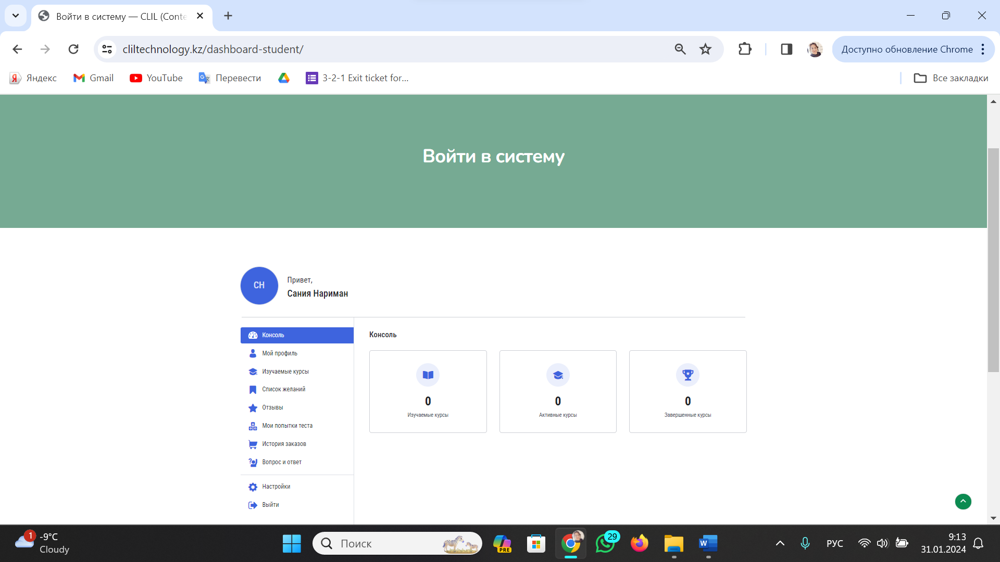 Войти в систему — CLIL (Conte
cliltechnology.kz/dashboard-student/
Доступно обновление Chrome
Яндекс
Gmail
YouTube
Перевести
3-2-1 Exit ticket for...
Все закладки
Войти в систему
СН
Привет,
Сания Нариман
Консоль
Мой профиль
Изучаемые курсы
Список желаний
Отзывы
Мои попытки теста
История заказов
Вопрос и ответ
Настройки
Выйти
Консоль
0
Изучаемые курсы
0
Активные курсы
0
Завершенные курсы
1
-9°C
Cloudy
Поиск
PRE
29
W
РУС
9:13
31.01.2024